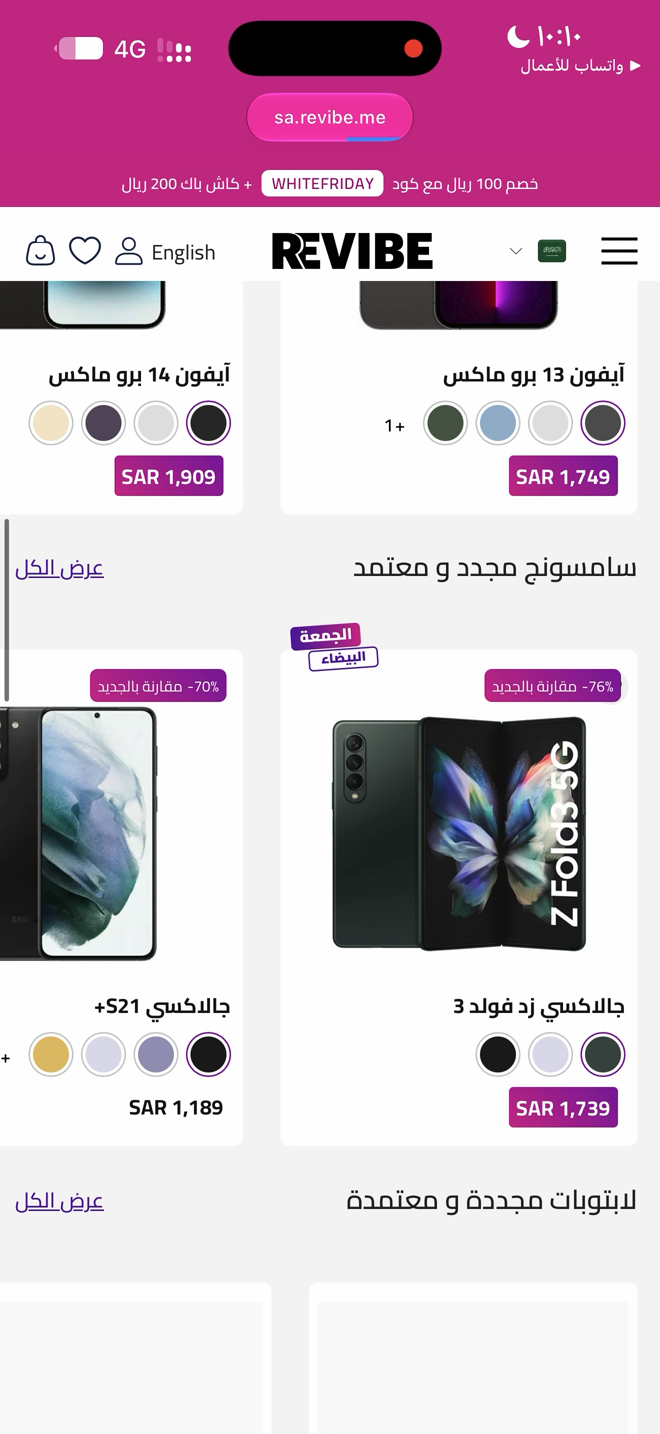 ١٠:١٠
4G
◀ واتساب للأعمال
sa.revibe.me
خصم 100 ريال مع كود WHITEFRIDAY + كاش باك 200 ريال
REVIBE
English
آيفون 13 برو ماكس
+1
SAR 1,749
آيفون 14 برو ماكس
SAR 1,909
سامسونج مجدد و معتمد
عرض الكل
الجمعة
البيضاء
-76% مقارنة بالجديد
Z Fold3 5G
جالاكسي زد فولد 3
SAR 1,739
-70% مقارنة بالجديد
جالاكسي S21+
+
SAR 1,189
لابتوبات مجددة و معتمدة
عرض الكل